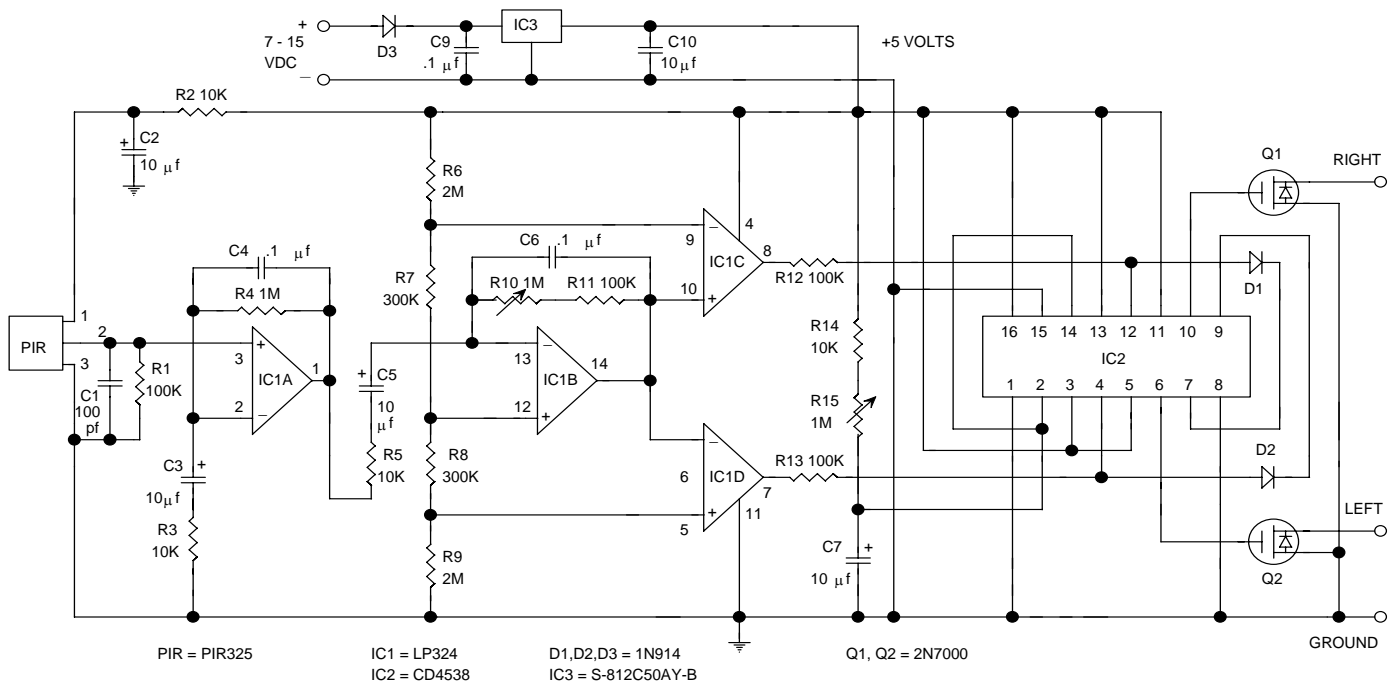 +
7 - 15
VDC
−
D3
C9
.1 µf
IC3
C10
10 µf
+5 VOLTS
R2 10K
+
C2
10 µf
R6
2M
Q1
RIGHT
C4
.1 µf
R4 1M
C6
.1 µf
R7
300K
R10 1M
R11 100K
−
9
4
IC1C
8
10
+
R12 100K
D1
PIR
1
2
3
C1
100
pf
R1
100K
+
3
IC1A
1
2
−
+
C5
10
µf
R5
10K
−
13
14
IC1B
12
+
R14
10K
R15
1M
16
15
14
13
12
11
10
9
IC2
1
2
3
4
5
6
7
8
C3
+
10µf
R3
10K
R8
300K
−
6
IC1D
7
11
5
+
R13 100K
D2
R9
2M
C7
+
10 µf
LEFT
Q2
GROUND
PIR = PIR325
IC1 = LP324
IC2 = CD4538
D1,D2,D3 = 1N914
IC3 = S-812C50AY-B
Q1, Q2 = 2N7000